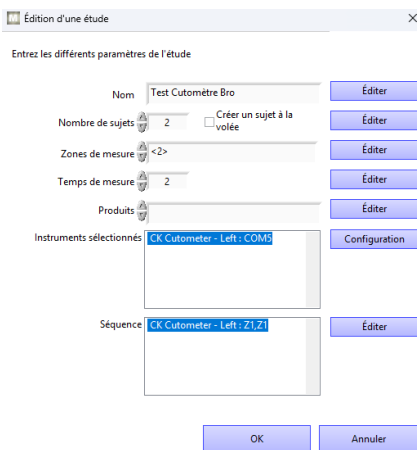 M Édition d'une étude
Entrez les différents paramètres de l'étude
Nom Test Cutomètre Bro Éditer
Nombre de sujets 2 Créer un sujet à la volée Éditer
Zones de mesure <2> Éditer
Temps de mesure 2 Éditer
Produits Éditer
Instruments sélectionnés CK Cutometer - Left : COM5 Configuration
Séquence CK Cutometer - Left : Z1,Z1 Éditer
OK Annuler